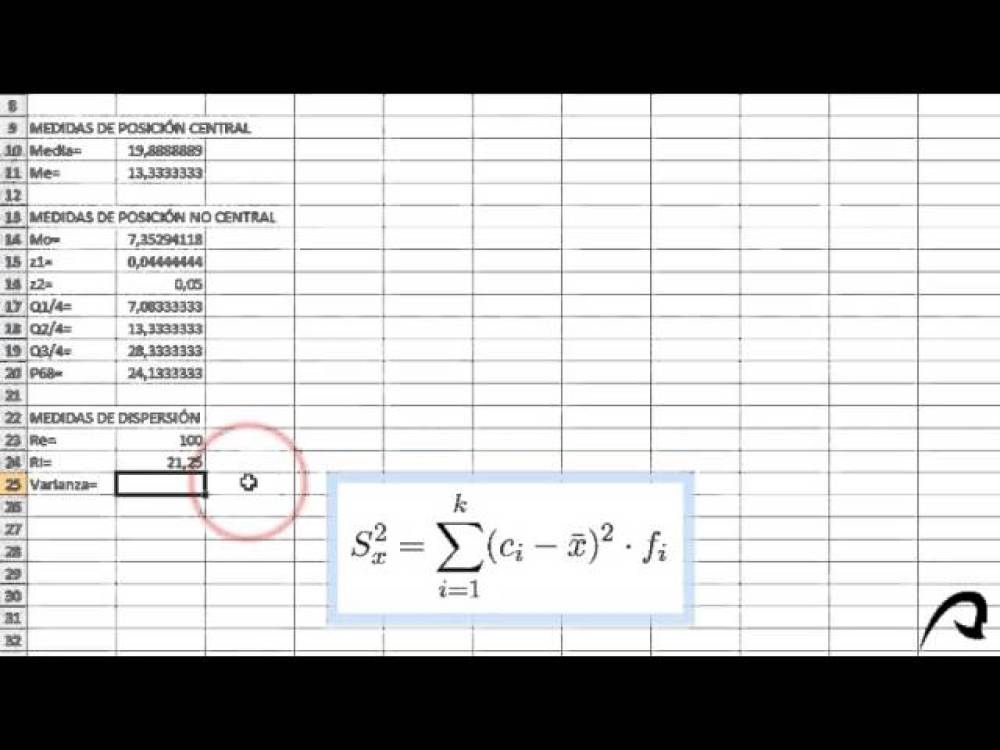 8
9 MEDIDAS DE POSICIÓN CENTRAL
10 Media= 19,8888889
11 Me= 13,3333333
12
13 MEDIDAS DE POSICIÓN NO CENTRAL
14 Mo= 7,35294118
15 z1= 0,04444444
16 z2= 0,05
17 Q1/4= 7,08333333
18 Q2/4= 13,3333333
19 Q3/4= 28,3333333
20 P68= 24,1333333
21
22 MEDIDAS DE DISPERSIÓN
23 Re= 100
24 RI= 21,25
25 Varianza=
26
27
28
29
30
31
32
S_x^2 = \sum_{i=1}^{k} (c_i - \bar{x})^2 \cdot f_i